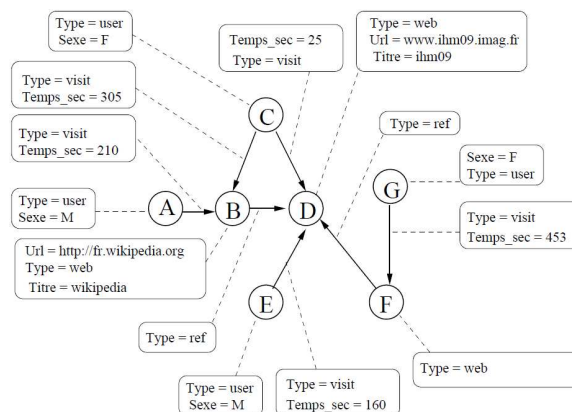 Type = user
Sexe = F
Temps_sec = 25
Type = visit
Type = web
Url = www.ihm09.imag.fr
Titre = ihm09
Type = visit
Temps_sec = 305
C
Type = ref
Type = visit
Temps_sec = 210
Sexe = F
Type = user
G
Type = user
Sexe = M
A
B
D
Type = visit
Temps_sec = 453
Url = http://fr.wikipedia.org
Type = web
Titre = wikipedia
E
F
Type = ref
Type = web
Type = user
Sexe = M
Type = visit
Temps_sec = 160